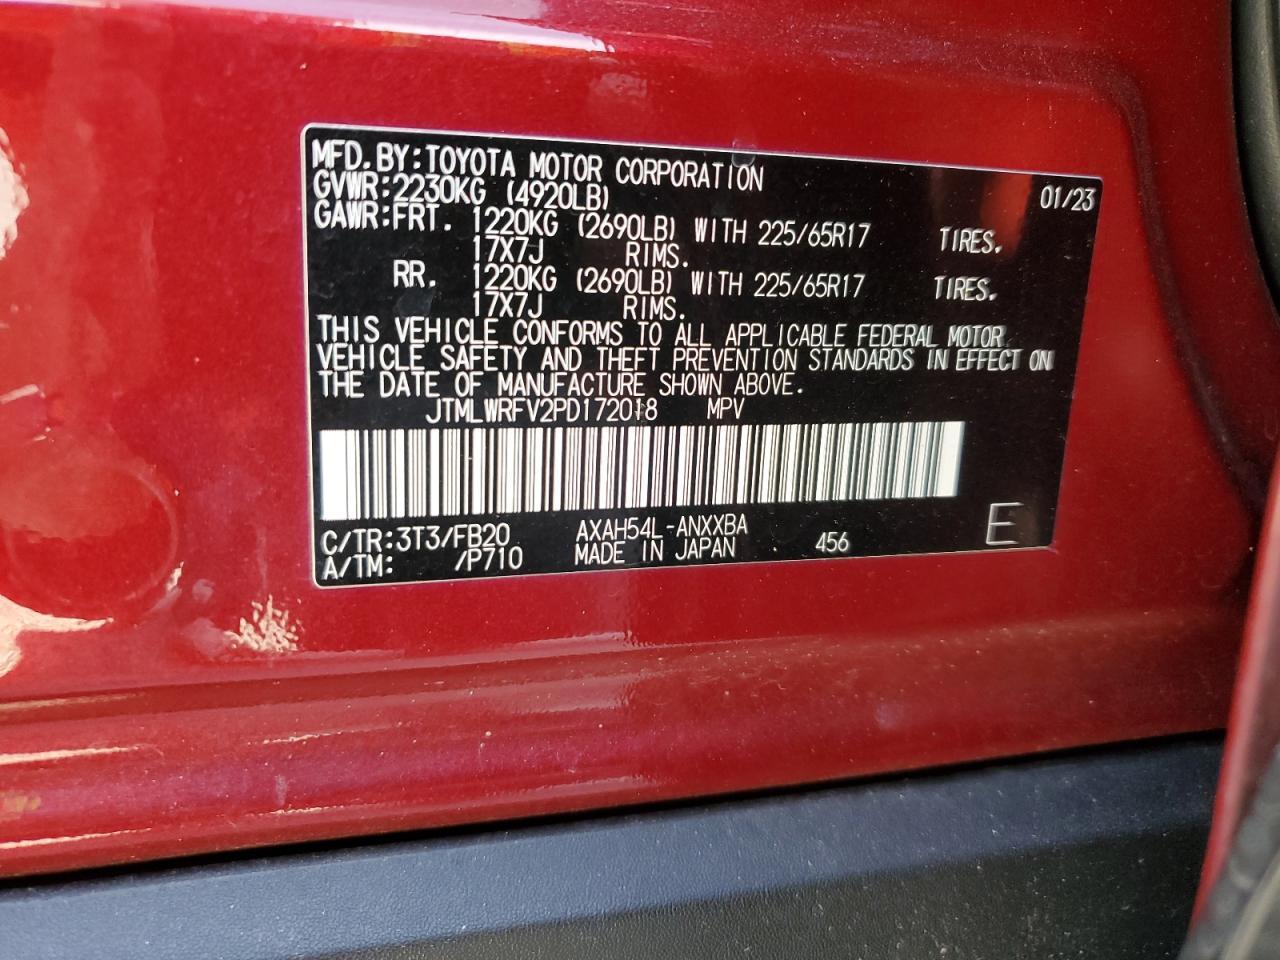 MFD. BY: TOYOTA MOTOR CORPORATION 01/23
GVWR: 2230KG (4920LB)
GAWR: FRT. 1220KG (2690LB) WITH 225/65R17 TIRES.
17X7J RIMS.
RR. 1220KG (2690LB) WITH 225/65R17 TIRES.
17X7J RIMS.
THIS VEHICLE CONFORMS TO ALL APPLICABLE FEDERAL MOTOR
VEHICLE SAFETY AND THEFT PREVENTION STANDARDS IN EFFECT ON
THE DATE OF MANUFACTURE SHOWN ABOVE.
JTMLWRFV2PD172018 MPV
C/TR: 3T3/FB20 AXAH54L-ANXXBA 456 E
A/TM: /P710 MADE IN JAPAN